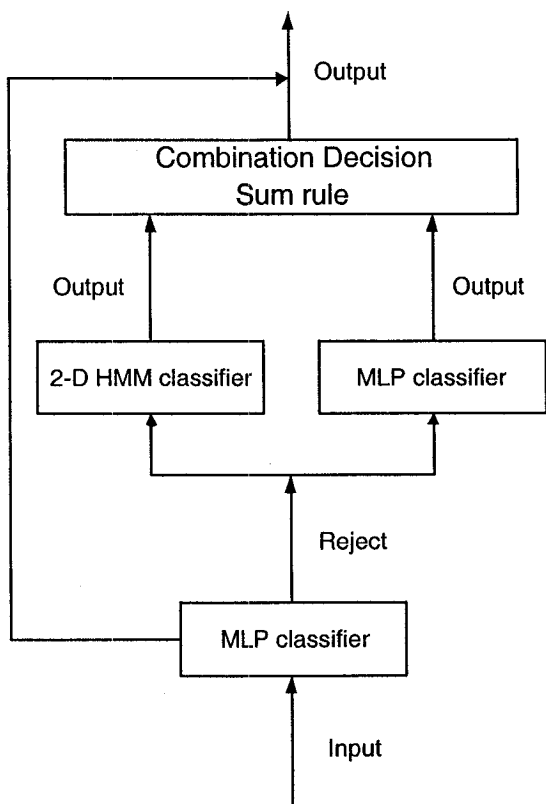 Output
Combination Decision
Sum rule
Output
Output
2-D HMM classifier
MLP classifier
Reject
MLP classifier
Input